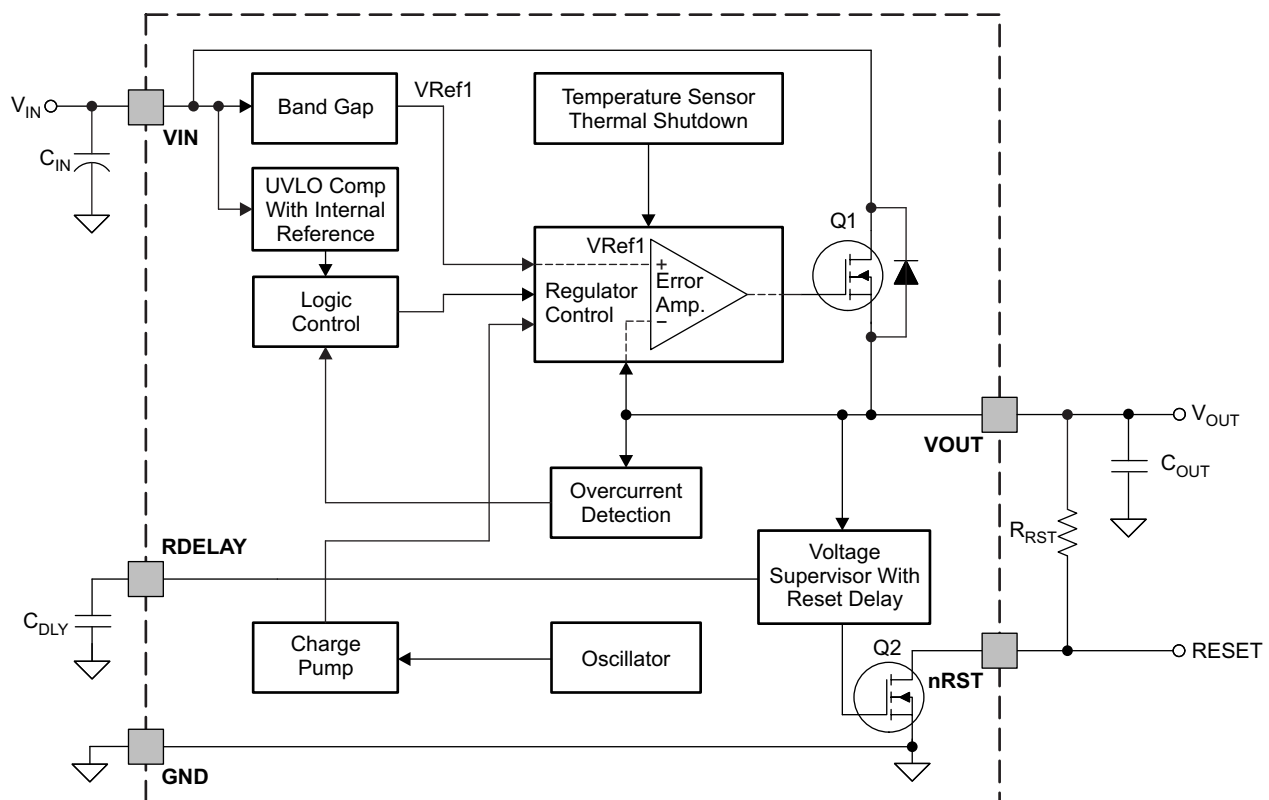 Band Gap
VRef1
Temperature Sensor
Thermal Shutdown
V_IN
VIN
C_IN
UVLO Comp
With Internal
Reference
Q1
VRef1
+
Error
Amp.
−
Regulator
Control
Logic
Control
VOUT
V_OUT
C_OUT
Overcurrent
Detection
R_RST
RDELAY
Voltage
Supervisor With
Reset Delay
C_DLY
Charge
Pump
Oscillator
Q2
nRST
RESET
GND